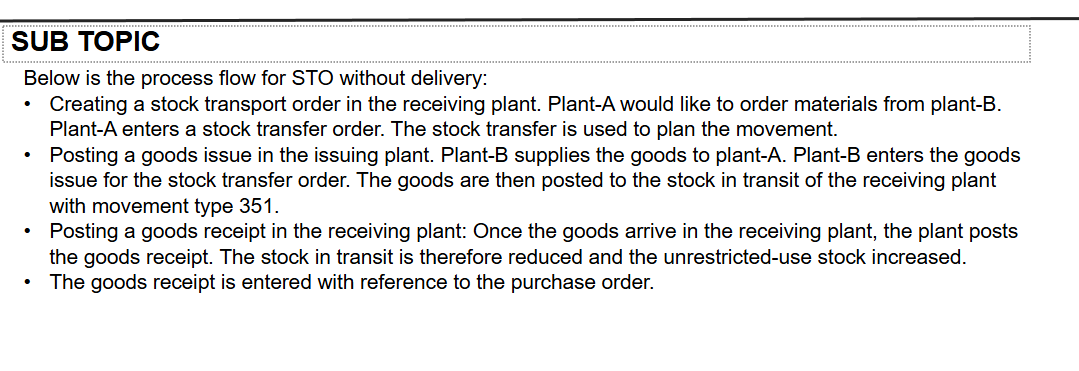 SUB TOPIC
Below is the process flow for STO without delivery:
• Creating a stock transport order in the receiving plant. Plant-A would like to order materials from plant-B.
Plant-A enters a stock transfer order. The stock transfer is used to plan the movement.
• Posting a goods issue in the issuing plant. Plant-B supplies the goods to plant-A. Plant-B enters the goods
issue for the stock transfer order. The goods are then posted to the stock in transit of the receiving plant
with movement type 351.
• Posting a goods receipt in the receiving plant: Once the goods arrive in the receiving plant, the plant posts
the goods receipt. The stock in transit is therefore reduced and the unrestricted-use stock increased.
• The goods receipt is entered with reference to the purchase order.